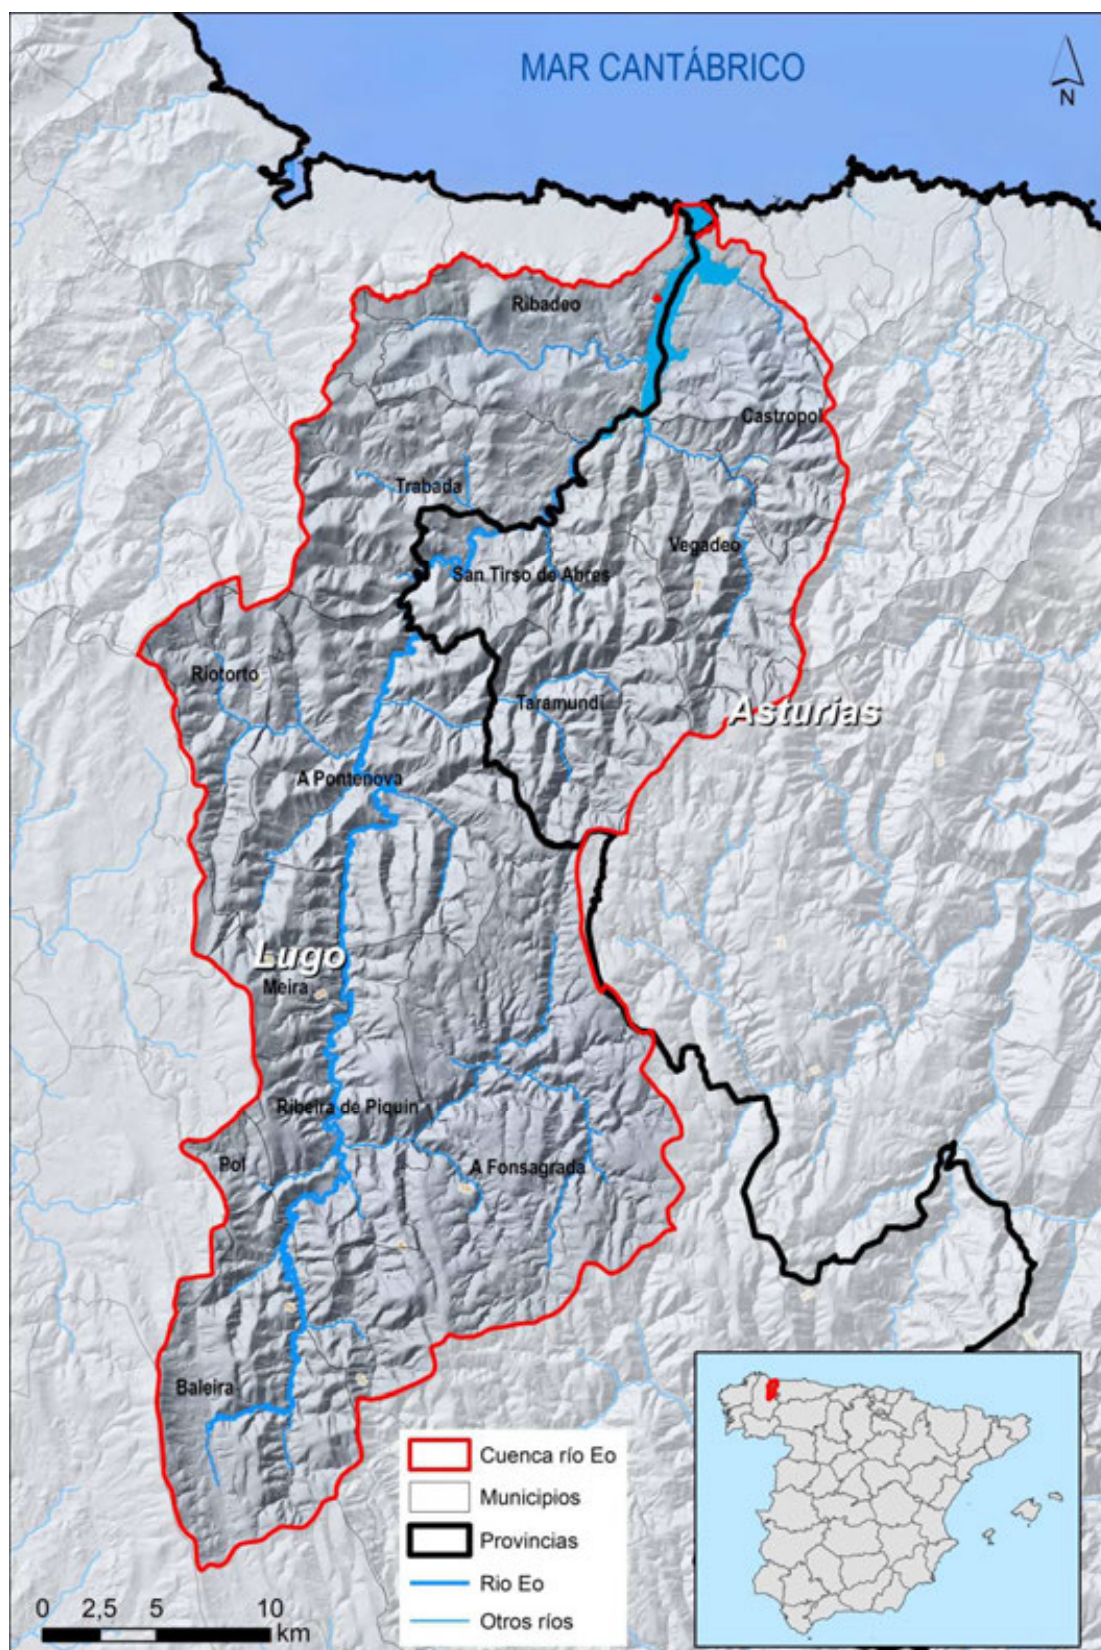 MAR CANTÁBRICO
N
Ribadeo
Castropol
Trabada
Vegadeo
San Tirso de Abres
Riotorto
Taramundi
Asturias
A Pontenova
Lugo
Meira
Ribeira de Piquín
Pol
A Fonsagrada
Baleira
Cuenca río Eo
Municipios
Provincias
Rio Eo
Otros ríos
0 2,5 5 10
km